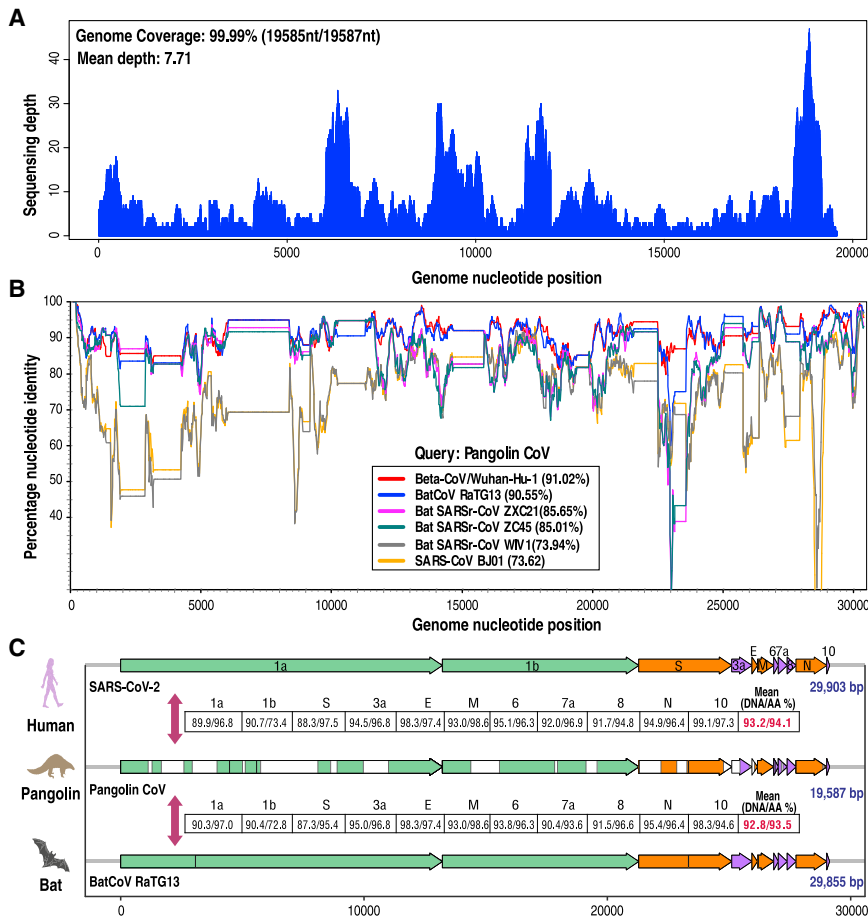 A
Genome Coverage: 99.99% (19585nt/19587nt)
Mean depth: 7.71
Sequensing depth
40
30
20
10
0
0 5000 10000 15000 20000
Genome nucleotide position
B
Percentage nucleotide identity
100
90
80
70
60
50
40
30
Query: Pangolin CoV
Beta-CoV/Wuhan-Hu-1 (91.02%)
BatCoV RaTG13 (90.55%)
Bat SARSr-CoV ZXC21(85.65%)
Bat SARSr-CoV ZC45 (85.01%)
Bat SARSr-CoV WIV1(73.94%)
SARS-CoV BJ01 (73.62)
0 5000 10000 15000 20000 25000 30000
Genome nucleotide position
C
E 67a 10
1a 1b S 3a M 8 N
SARS-CoV-2 29,903 bp
Human
1a 1b S 3a E M 6 7a 8 N 10 Mean
(DNA/AA %)
89.9/96.8 90.7/73.4 88.3/97.5 94.5/96.8 98.3/97.4 93.0/98.6 95.1/96.3 92.0/96.9 91.7/94.8 94.9/96.4 99.1/97.3 93.2/94.1
Pangolin
Pangolin CoV 19,587 bp
1a 1b S 3a E M 6 7a 8 N 10 Mean
(DNA/AA %)
90.3/97.0 90.4/72.8 87.3/95.4 95.0/96.8 98.3/97.4 93.0/98.6 93.8/96.3 90.4/93.6 91.5/96.6 95.4/96.4 98.3/94.6 92.8/93.5
Bat
BatCoV RaTG13 29,855 bp
0 10000 20000 30000